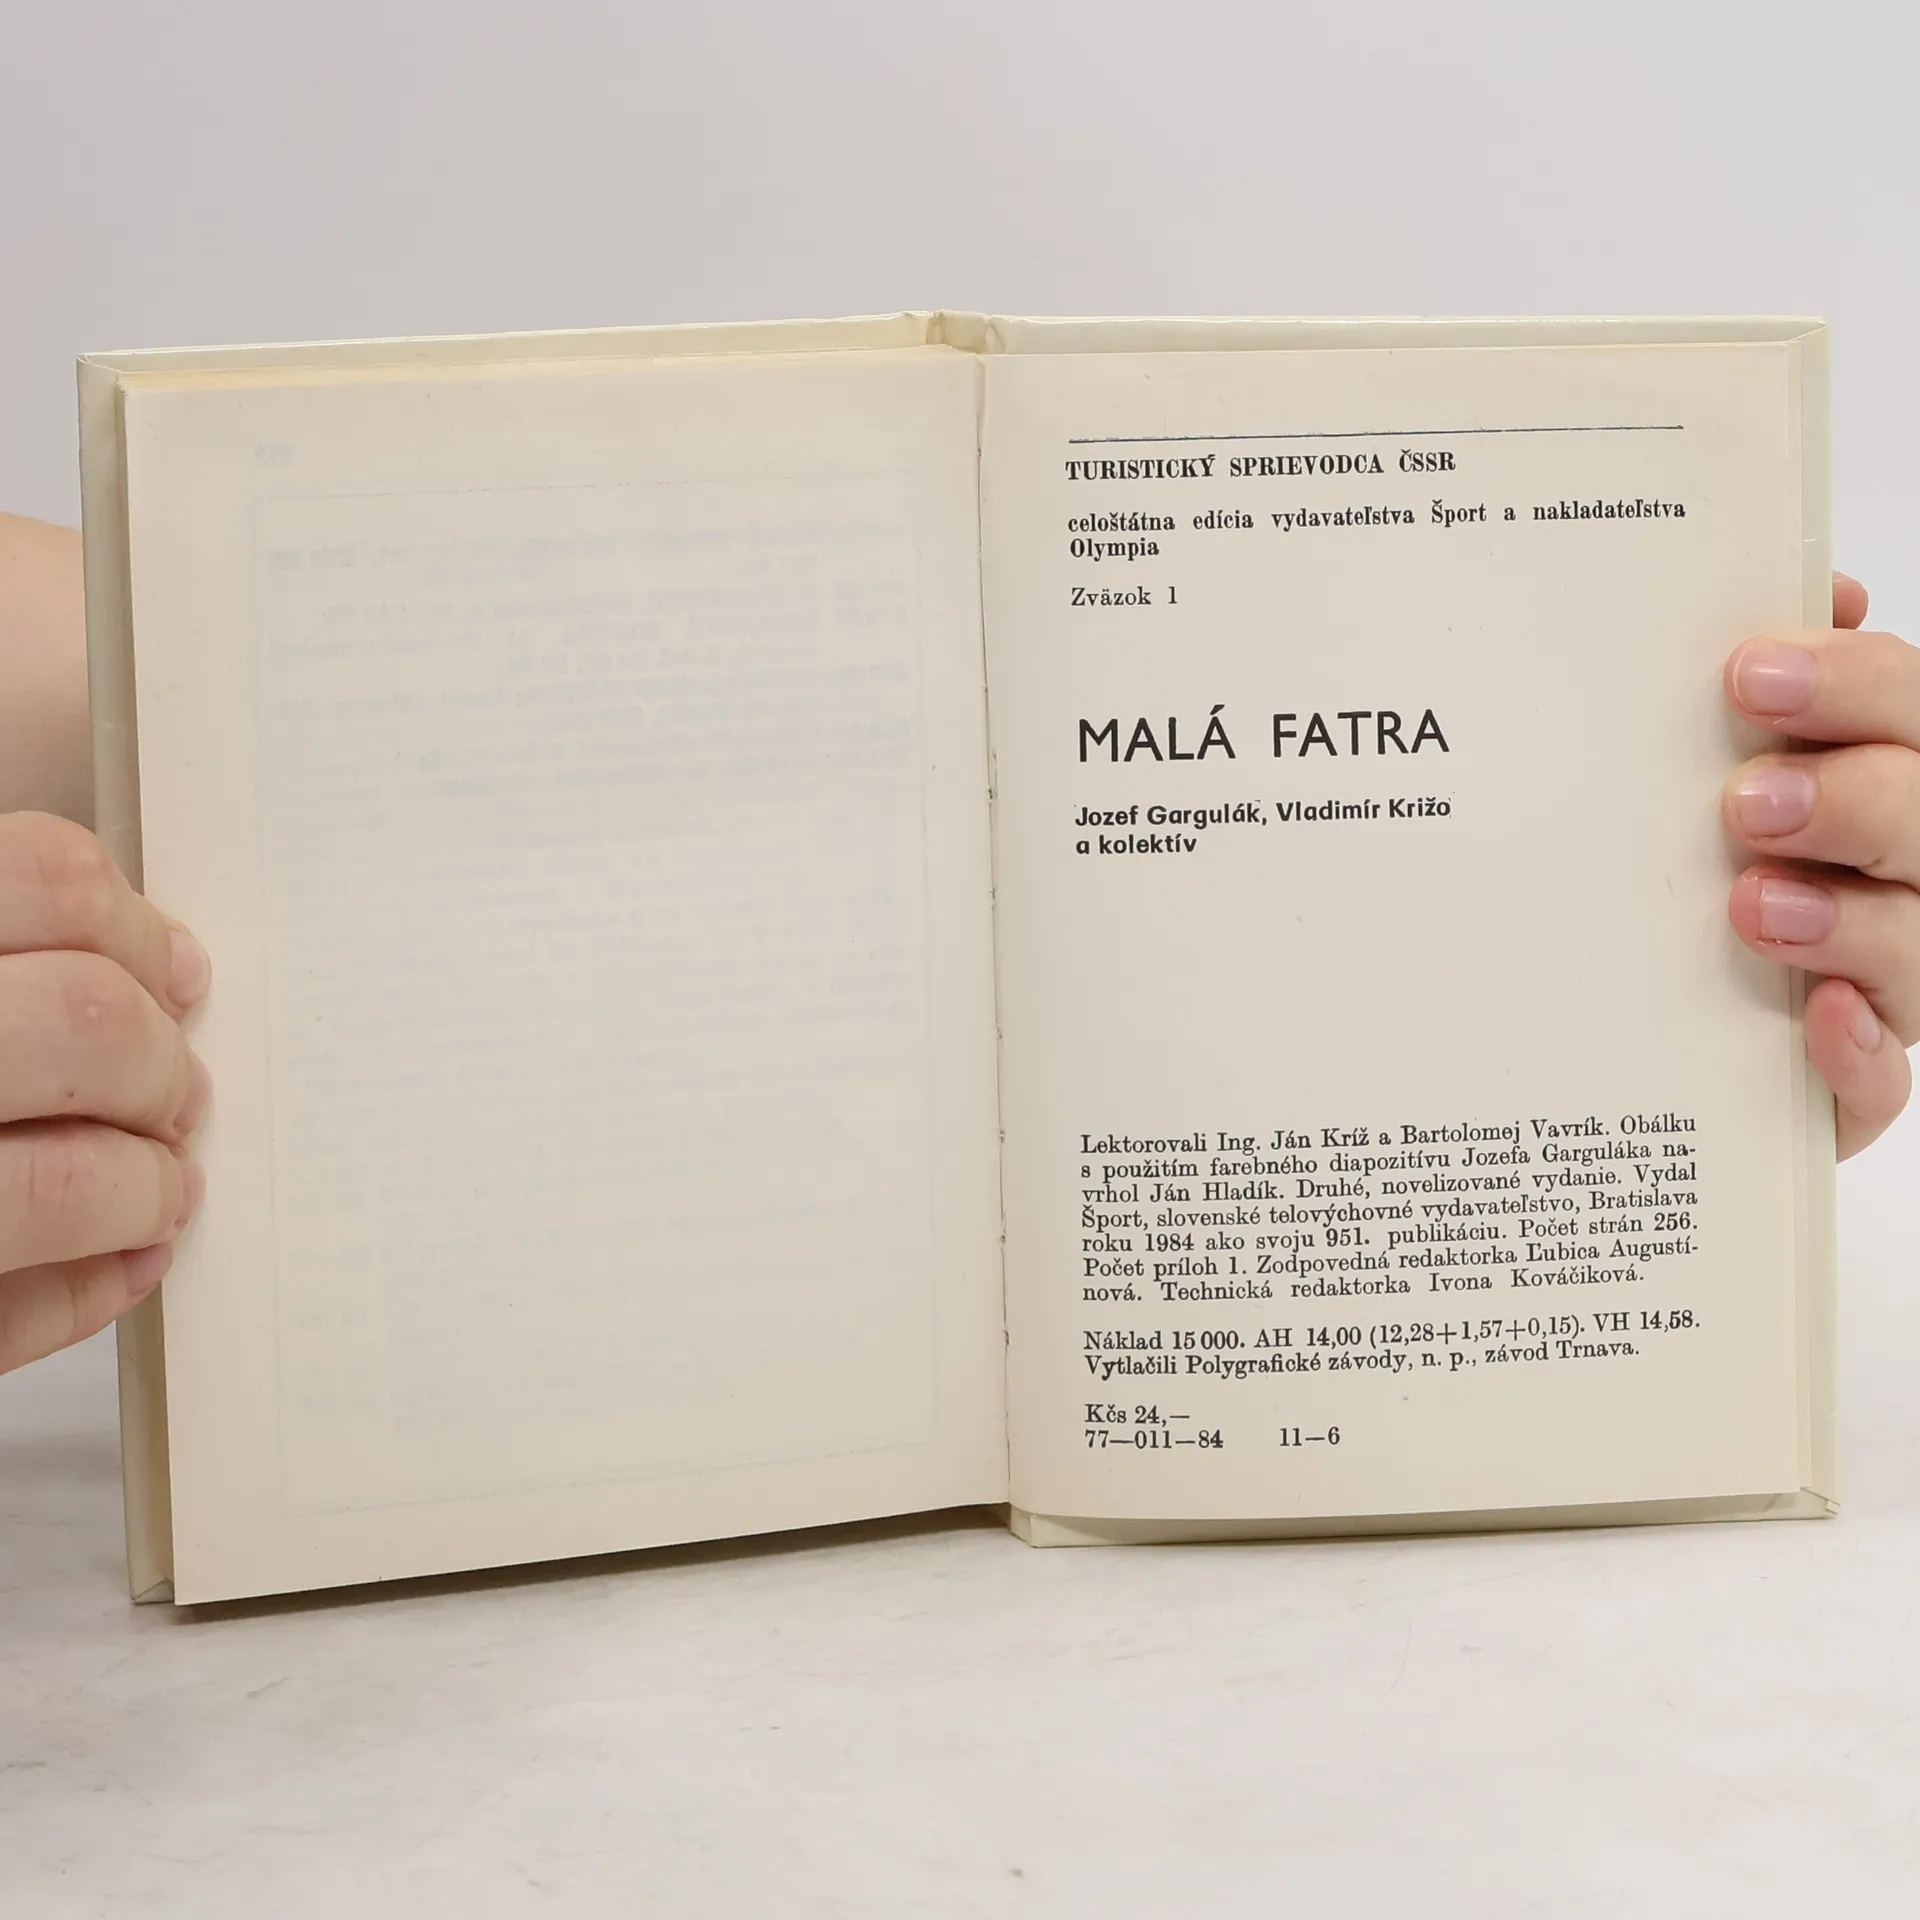 TURISTICKÝ SPRIEVODCA ČSSR
celoštátna edícia vydavateľstva Šport a nakladateľstva
Olympia
Zväzok 1
MALÁ FATRA
Jozef Gargulák, Vladimír Križo
a kolektív
Lektorovali Ing. Ján Kríž a Bartolomej Vavrík. Obálku
s použitím farebného diapozitívu Jozefa Garguláka na-
vrhol Ján Hladík. Druhé, novelizované vydanie. Vydal
Šport, slovenské telovýchovné vydavateľstvo, Bratislava
roku 1984 ako svoju 951. publikáciu. Počet strán 256.
Počet príloh 1. Zodpovedná redaktorka Ľubica Augustí-
nová. Technická redaktorka Ivona Kováčiková.
Náklad 15 000. AH 14,00 (12,28+1,57+0,15). VH 14,58.
Vytlačili Polygrafické závody, n. p., závod Trnava.
Kčs 24,—
77—011—84 11—6